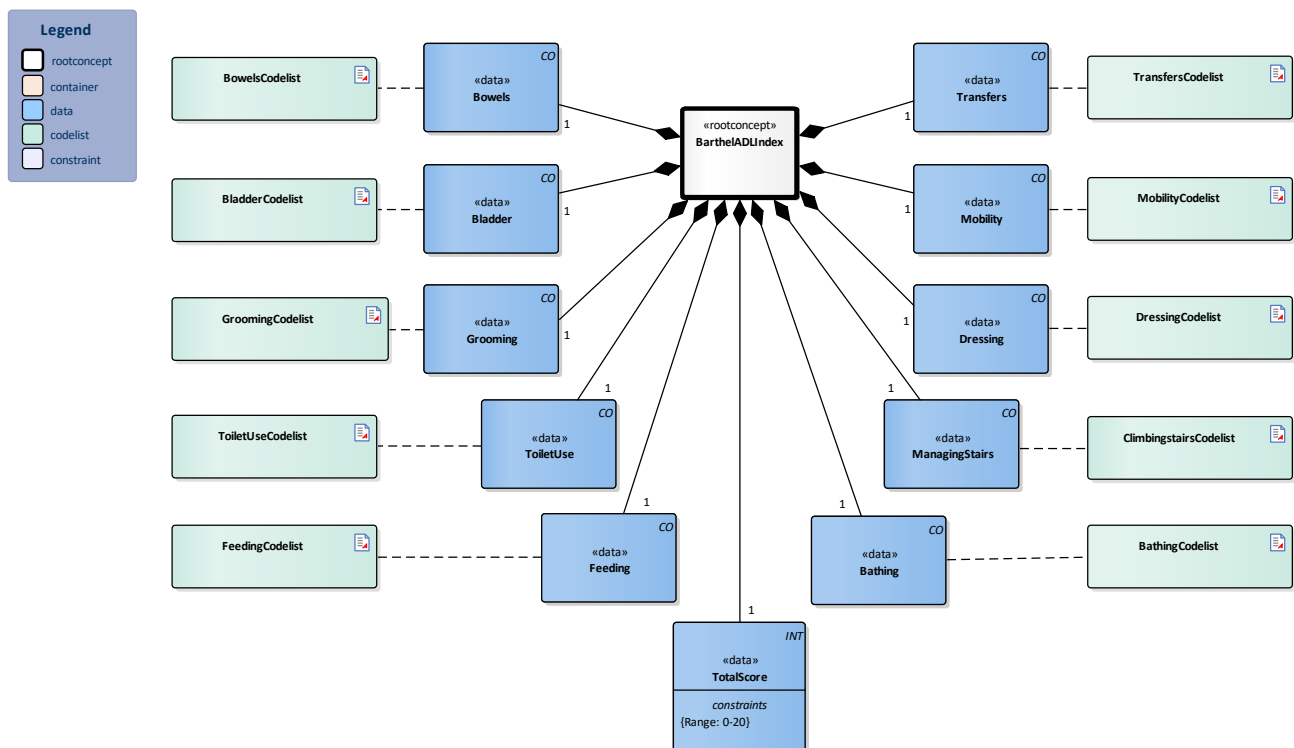 Legend
rootconcept
container
data
codelist
constraint
BowelsCodelist
CO
«data»
Bowels
1
«rootconcept»
BarthelADLIndex
CO
«data»
Transfers
1
TransfersCodelist
BladderCodelist
CO
«data»
Bladder
1
CO
«data»
Mobility
1
MobilityCodelist
GroomingCodelist
CO
«data»
Grooming
1
CO
«data»
Dressing
1
DressingCodelist
ToiletUseCodelist
1
CO
«data»
ToiletUse
1
CO
«data»
ManagingStairs
ClimbingstairsCodelist
FeedingCodelist
1
CO
«data»
Feeding
1
CO
«data»
Bathing
BathingCodelist
1
INT
«data»
TotalScore
constraints
{Range: 0-20}